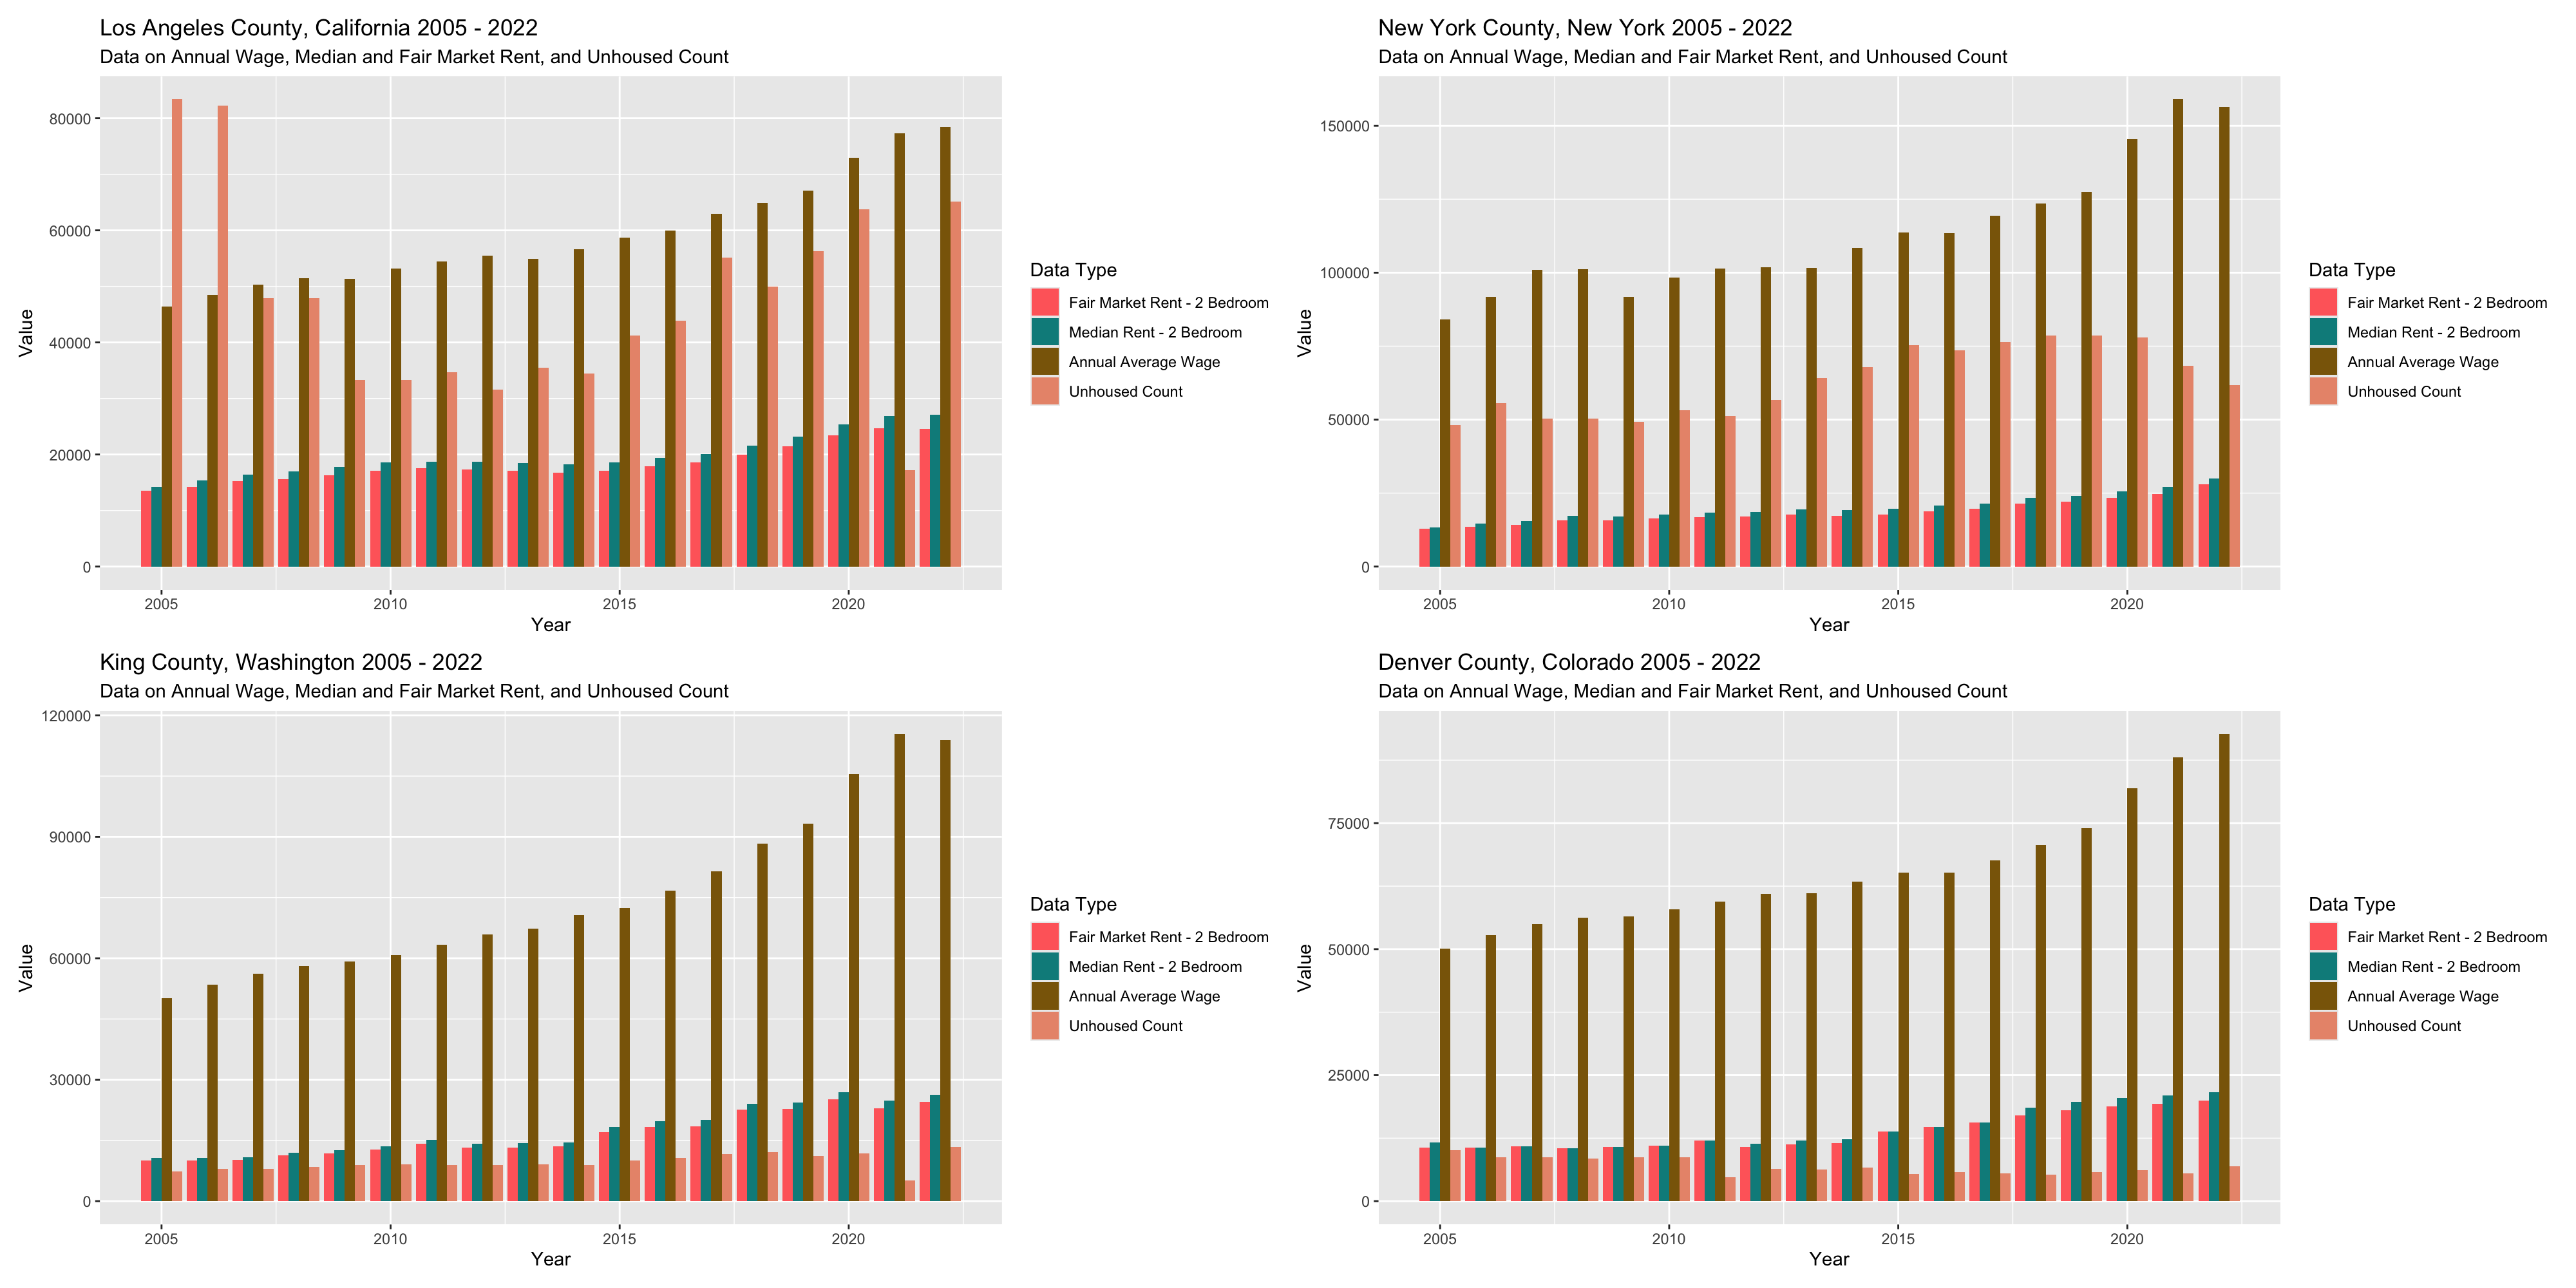 Los Angeles County, California 2005 - 2022
Data on Annual Wage, Median and Fair Market Rent, and Unhoused Count
80000
60000
40000
20000
0
Value
2005 2010 2015 2020
Year
Data Type
Fair Market Rent - 2 Bedroom
Median Rent - 2 Bedroom
Annual Average Wage
Unhoused Count
New York County, New York 2005 - 2022
Data on Annual Wage, Median and Fair Market Rent, and Unhoused Count
150000
100000
50000
0
Value
2005 2010 2015 2020
Year
Data Type
Fair Market Rent - 2 Bedroom
Median Rent - 2 Bedroom
Annual Average Wage
Unhoused Count
King County, Washington 2005 - 2022
Data on Annual Wage, Median and Fair Market Rent, and Unhoused Count
120000
90000
60000
30000
0
Value
2005 2010 2015 2020
Year
Data Type
Fair Market Rent - 2 Bedroom
Median Rent - 2 Bedroom
Annual Average Wage
Unhoused Count
Denver County, Colorado 2005 - 2022
Data on Annual Wage, Median and Fair Market Rent, and Unhoused Count
75000
50000
25000
0
Value
2005 2010 2015 2020
Year
Data Type
Fair Market Rent - 2 Bedroom
Median Rent - 2 Bedroom
Annual Average Wage
Unhoused Count